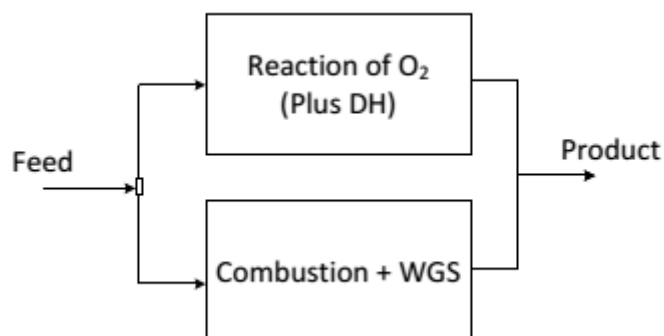 Reaction of O₂
(Plus DH)
Feed
Product
Combustion + WGS